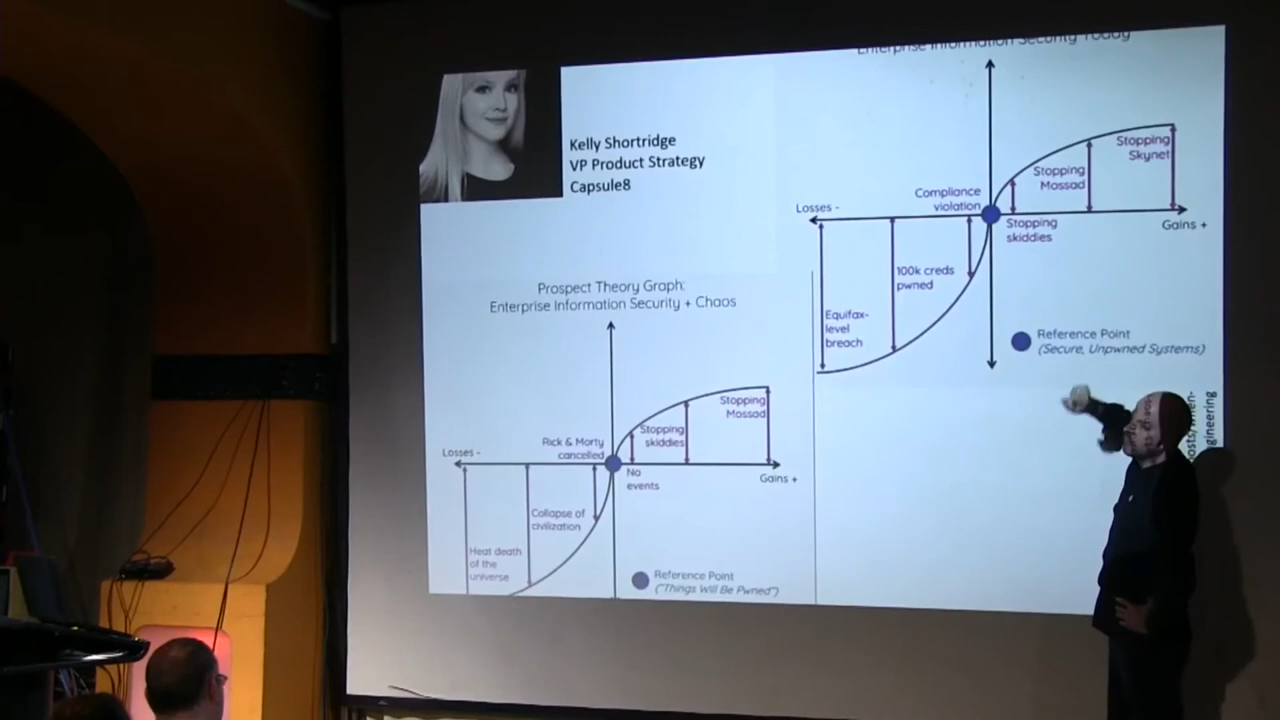 Enterprise Information Security Today
Kelly Shortridge
VP Product Strategy
Capsule8
Stopping
Skynet
Stopping
Mossad
Compliance
violation
Losses -
Stopping
skiddies
Gains +
100k creds
pwned
Equifax-
level
breach
Reference Point
(Secure, Unpwned Systems)
Prospect Theory Graph:
Enterprise Information Security + Chaos
Stopping
Mossad
Stopping
skiddies
Rick & Morty
cancelled
Losses -
No
events
Gains +
Collapse of
civilization
Heat death
of the
universe
Reference Point
("Things Will Be Pwned")